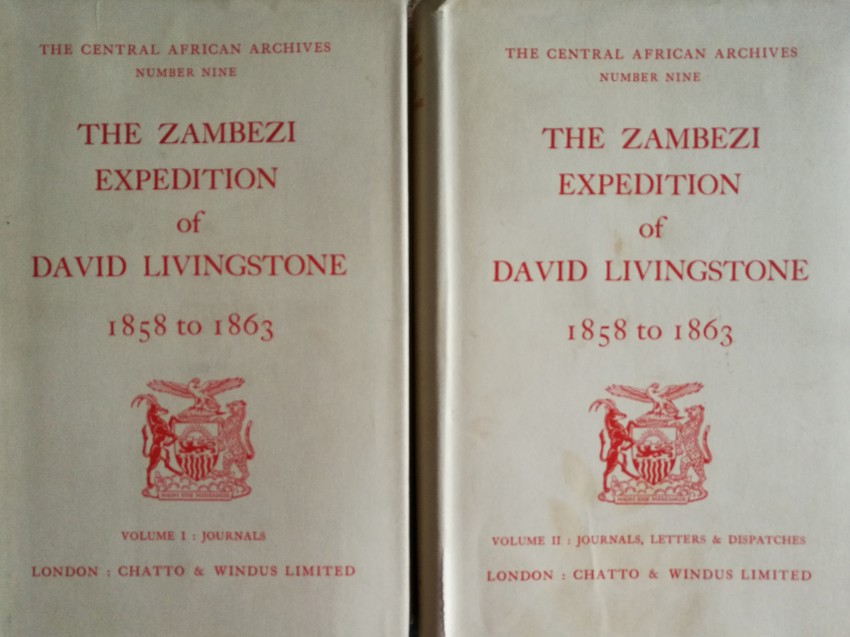 THE CENTRAL AFRICAN ARCHIVES
NUMBER NINE
THE ZAMBEZI
EXPEDITION
of
DAVID LIVINGSTONE
1858 to 1863
VOLUME I : JOURNALS
LONDON : CHATTO & WINDUS LIMITED
THE CENTRAL AFRICAN ARCHIVES
NUMBER NINE
THE ZAMBEZI
EXPEDITION
of
DAVID LIVINGSTONE
1858 to 1863
VOLUME II : JOURNALS, LETTERS & DISPATCHES
LONDON : CHATTO & WINDUS LIMITED